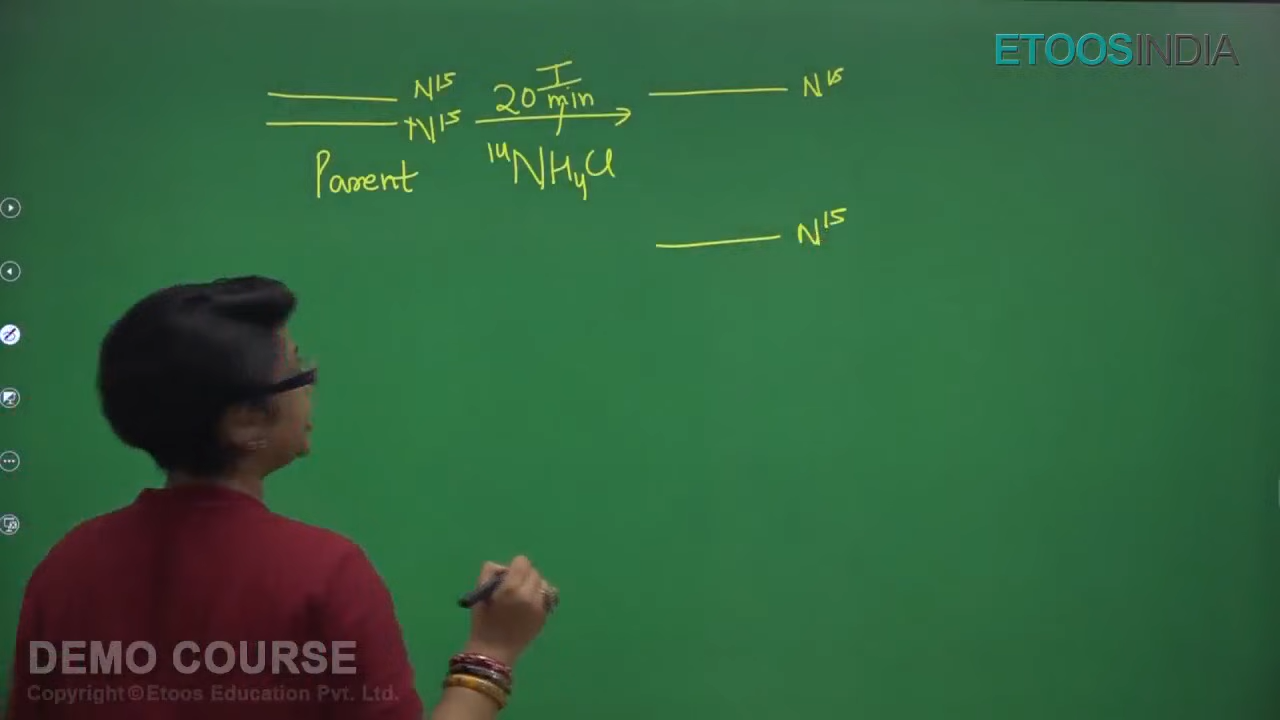 ETOOSINDIA
N¹⁵
N¹⁵
Parent
I
20 min
¹⁴NH₄Cl
N¹⁵
N¹⁵
DEMO COURSE
Copyright©Etoos Education Pvt. Ltd.